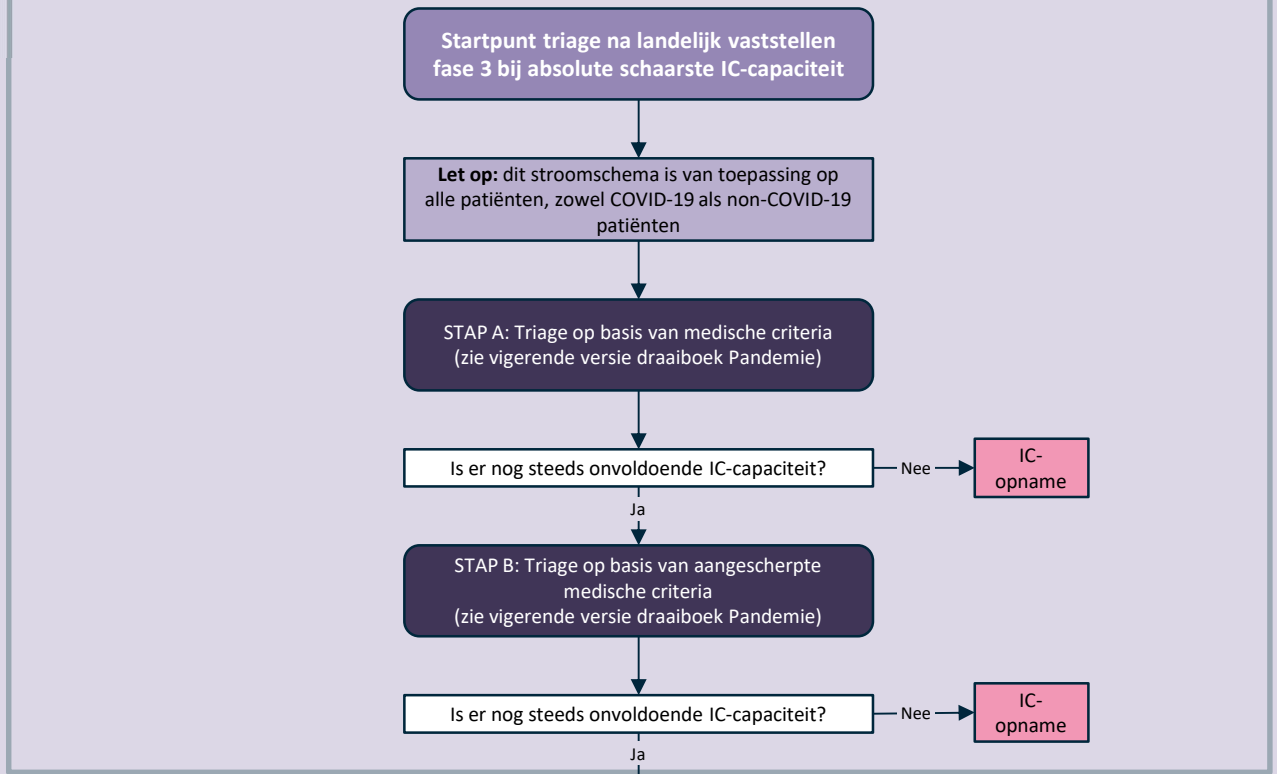 Startpunt triage na landelijk vaststellen
fase 3 bij absolute schaarste IC-capaciteit
Let op: dit stroomschema is van toepassing op
alle patiënten, zowel COVID-19 als non-COVID-19
patiënten
STAP A: Triage op basis van medische criteria
(zie vigerende versie draaiboek Pandemie)
Is er nog steeds onvoldoende IC-capaciteit?
Nee
IC-
opname
Ja
STAP B: Triage op basis van aangescherpte
medische criteria
(zie vigerende versie draaiboek Pandemie)
Is er nog steeds onvoldoende IC-capaciteit?
Nee
IC-
opname
Ja